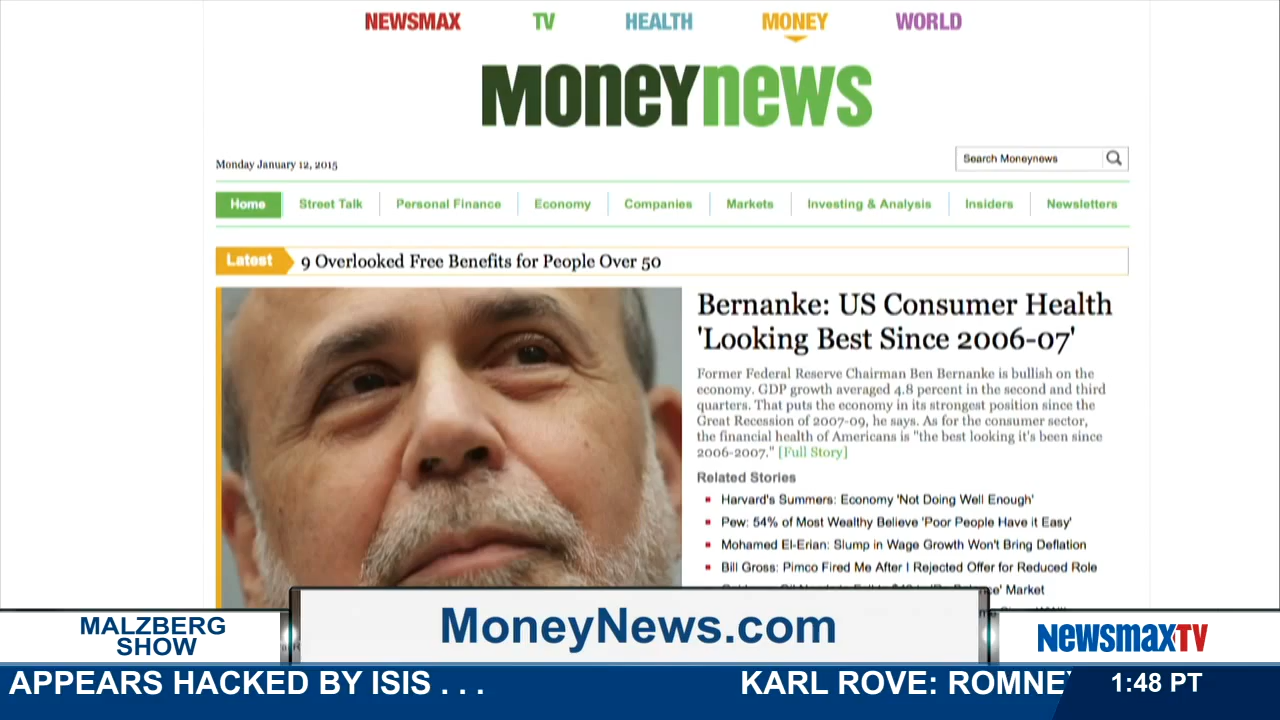 NEWSMAX TV HEALTH MONEY WORLD
MONEYnews
Monday January 12, 2015
Search Moneynews
Home Street Talk Personal Finance Economy Companies Markets Investing & Analysis Insiders Newsletters
Latest 9 Overlooked Free Benefits for People Over 50
Bernanke: US Consumer Health
'Looking Best Since 2006-07'
Former Federal Reserve Chairman Ben Bernanke is bullish on the
economy. GDP growth averaged 4.8 percent in the second and third
quarters. That puts the economy in its strongest position since the
Great Recession of 2007-09, he says. As for the consumer sector,
the financial health of Americans is "the best looking it's been since
2006-2007." [Full Story]
Related Stories
Harvard's Summers: Economy 'Not Doing Well Enough'
Pew: 54% of Most Wealthy Believe 'Poor People Have it Easy'
Mohamed El-Erian: Slump in Wage Growth Won't Bring Deflation
Bill Gross: Pimco Fired Me After I Rejected Offer for Reduced Role
Market
MALZBERG
SHOW
MoneyNews.com
NEWSMAXTV
APPEARS HACKED BY ISIS . . . KARL ROVE: ROMNE
1:48 PT